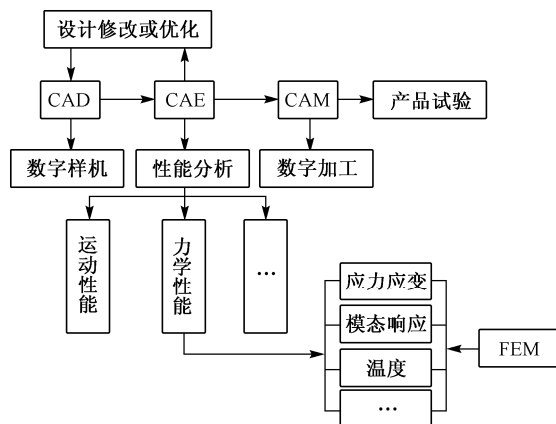 设计修改或优化
CAD
CAE
CAM
产品试验
数字样机
性能分析
数字加工
运动性能
力学性能
…
应力应变
模态响应
温度
…
FEM